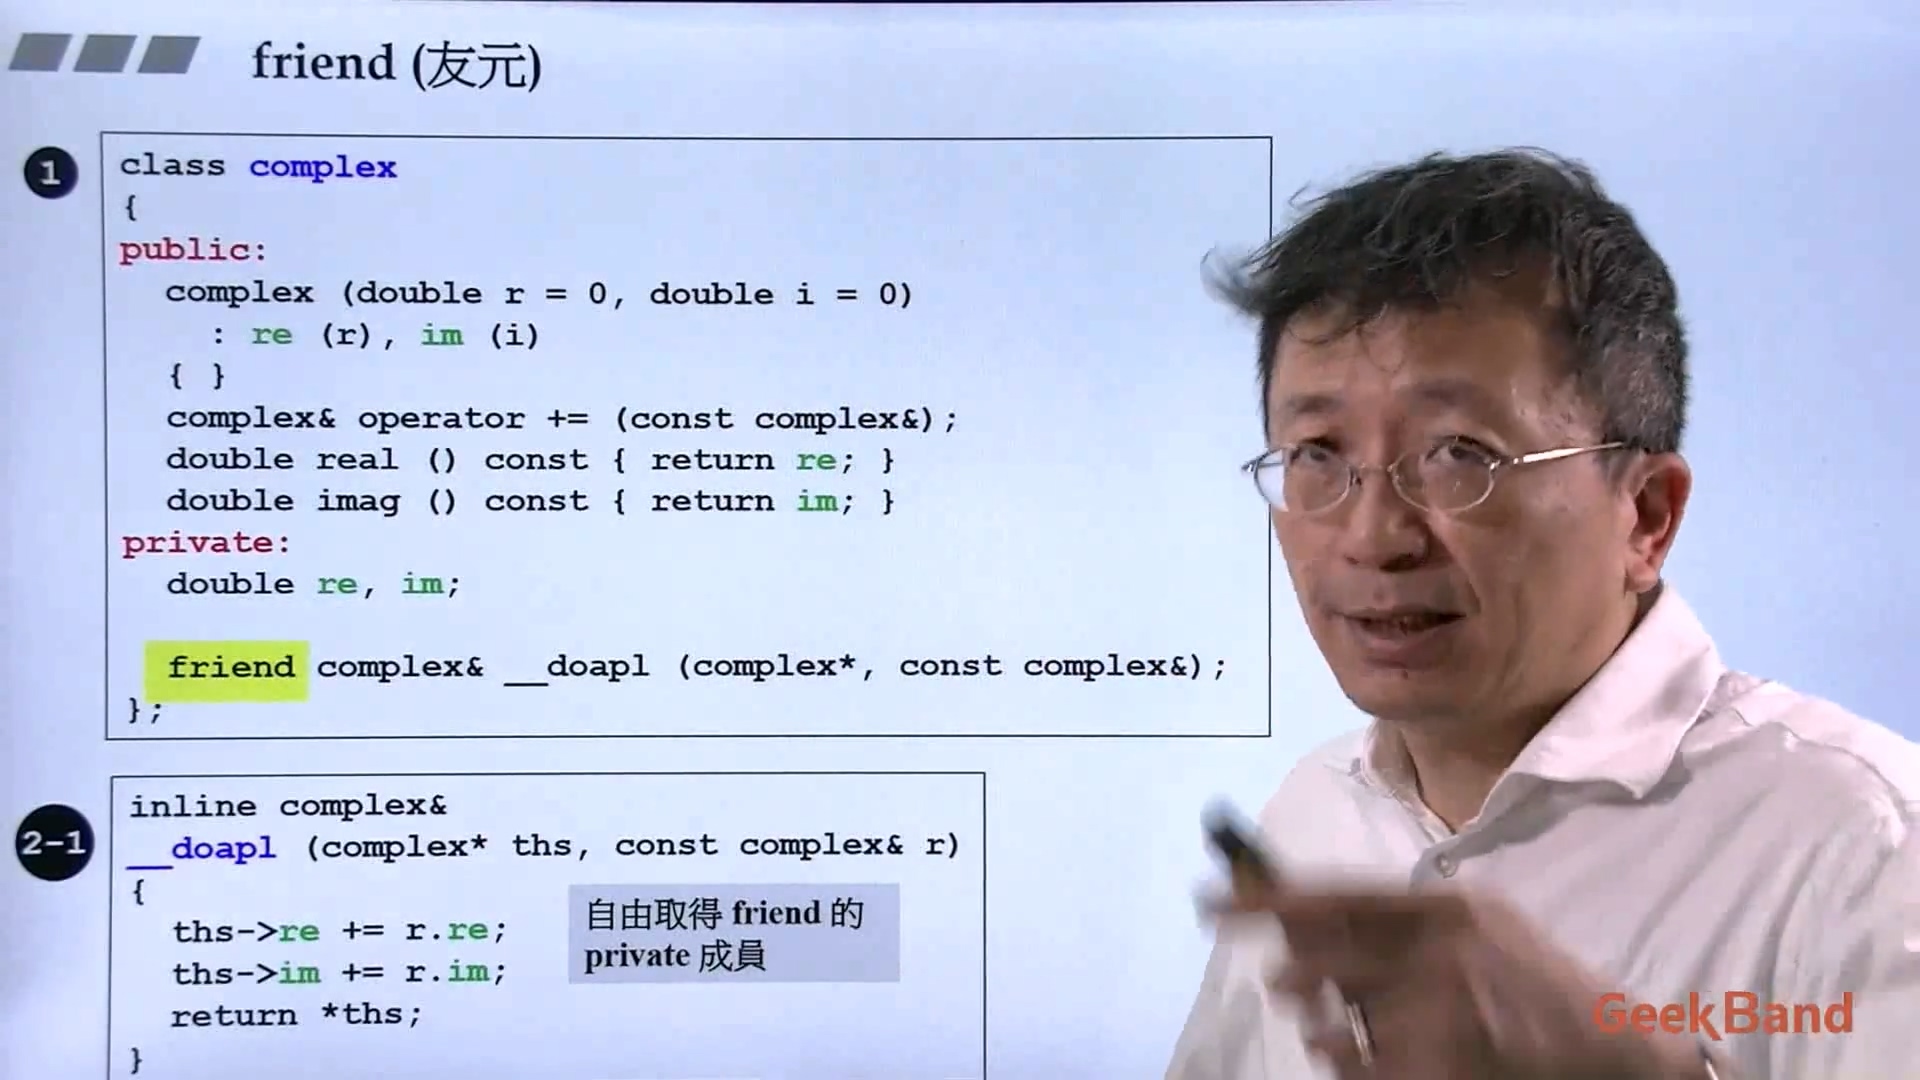 friend (友元)
1
class complex
{
public:
complex (double r = 0, double i = 0)
: re (r), im (i)
{ }
complex& operator += (const complex&);
double real () const { return re; }
double imag () const { return im; }
private:
double re, im;
friend complex& __doapl (complex*, const complex&);
};
2-1
inline complex&
__doapl (complex* ths, const complex& r)
{
ths->re += r.re;
ths->im += r.im;
return *ths;
}
自由取得 friend 的
private 成員
GeekBand